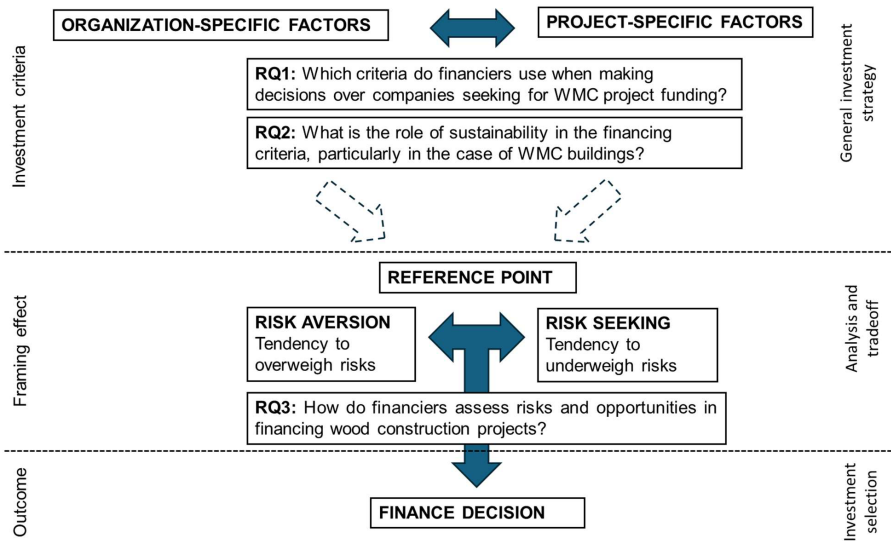 ORGANIZATION-SPECIFIC FACTORS
PROJECT-SPECIFIC FACTORS
Investment criteria
RQ1: Which criteria do financiers use when making
decisions over companies seeking for WMC project funding?
RQ2: What is the role of sustainability in the financing
criteria, particularly in the case of WMC buildings?
General investment
strategy
Framing effect
REFERENCE POINT
RISK AVERSION
Tendency to
overweigh risks
RISK SEEKING
Tendency to
underweigh risks
RQ3: How do financiers assess risks and opportunities in
financing wood construction projects?
Analysis and
tradeoff
Outcome
FINANCE DECISION
Investment
selection